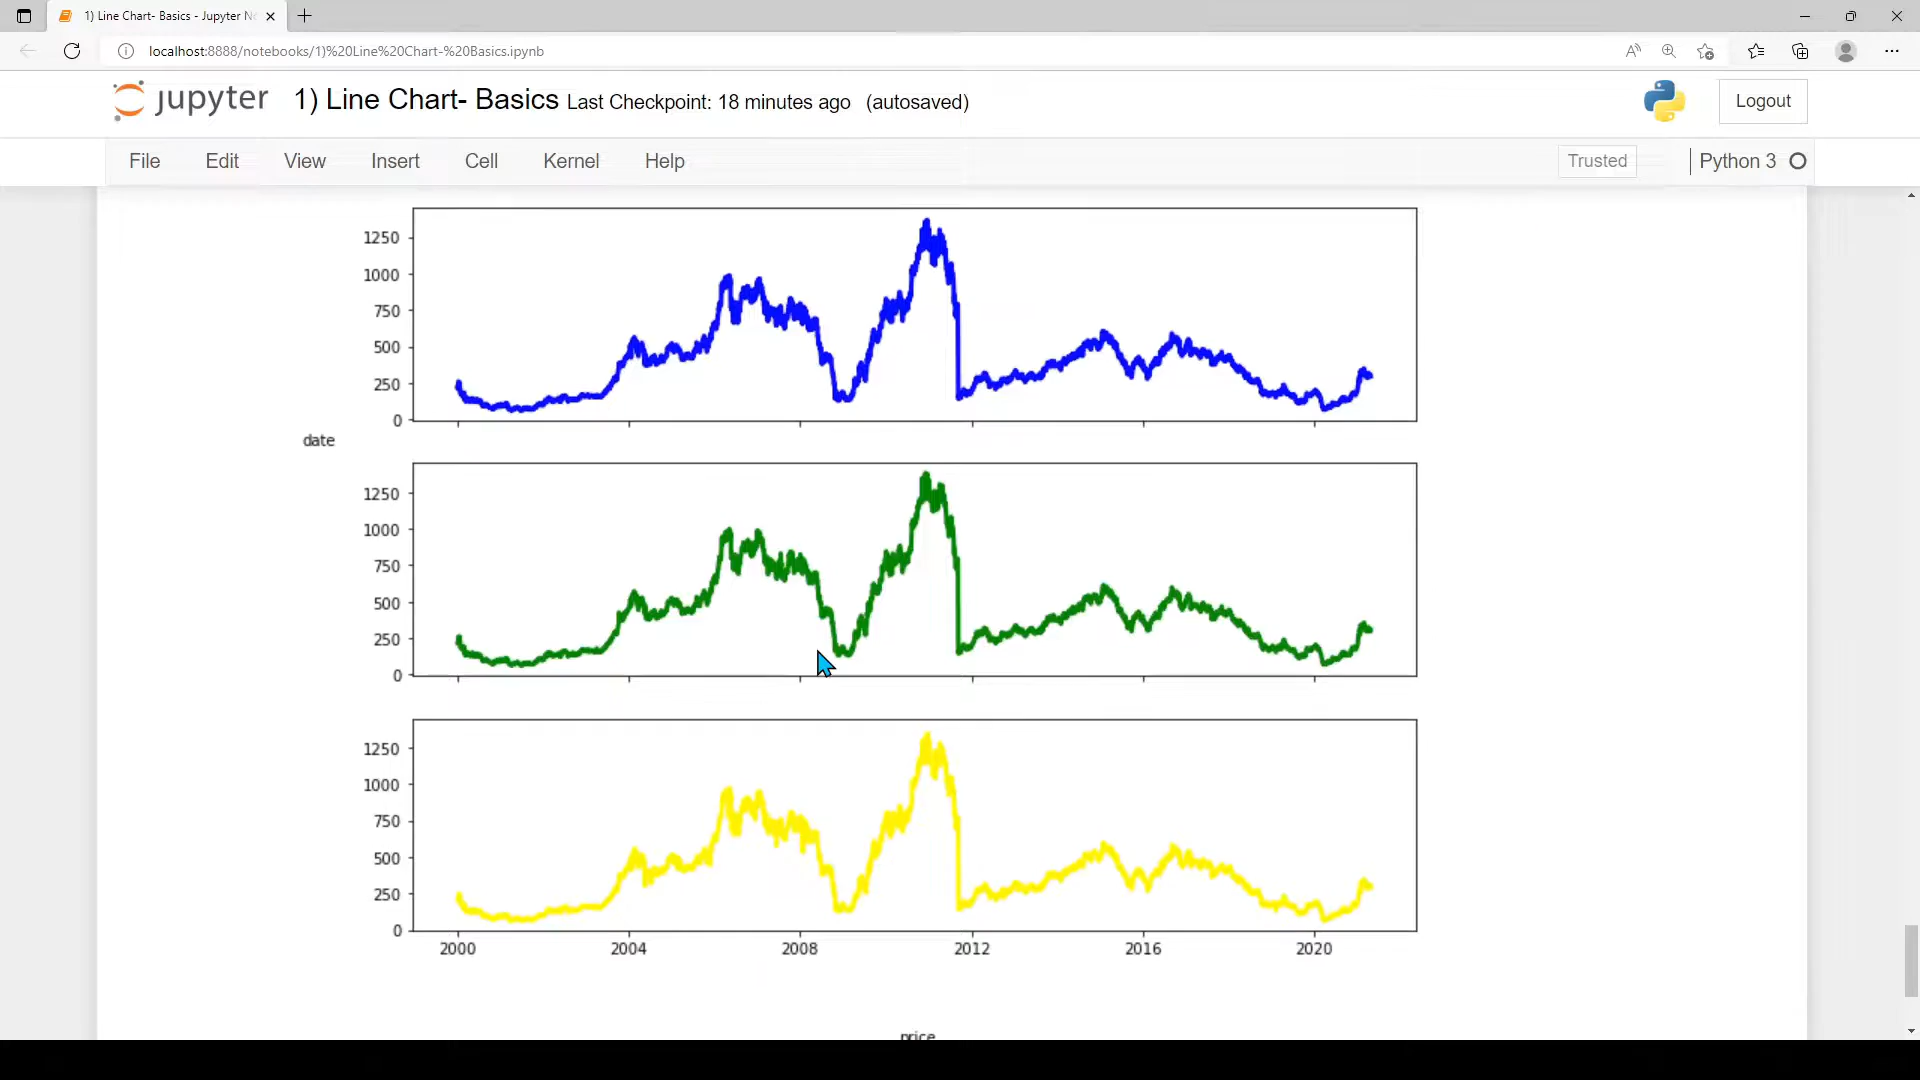 1) Line Chart- Basics - Jupyter N
localhost:8888/notebooks/1)%20Line%20Chart-%20Basics.ipynb
jupyter 1) Line Chart- Basics Last Checkpoint: 18 minutes ago (autosaved) Logout
File Edit View Insert Cell Kernel Help Trusted Python 3
1250
1000
750
500
250
0
date
1250
1000
750
500
250
0
1250
1000
750
500
250
0
2000 2004 2008 2012 2016 2020
price